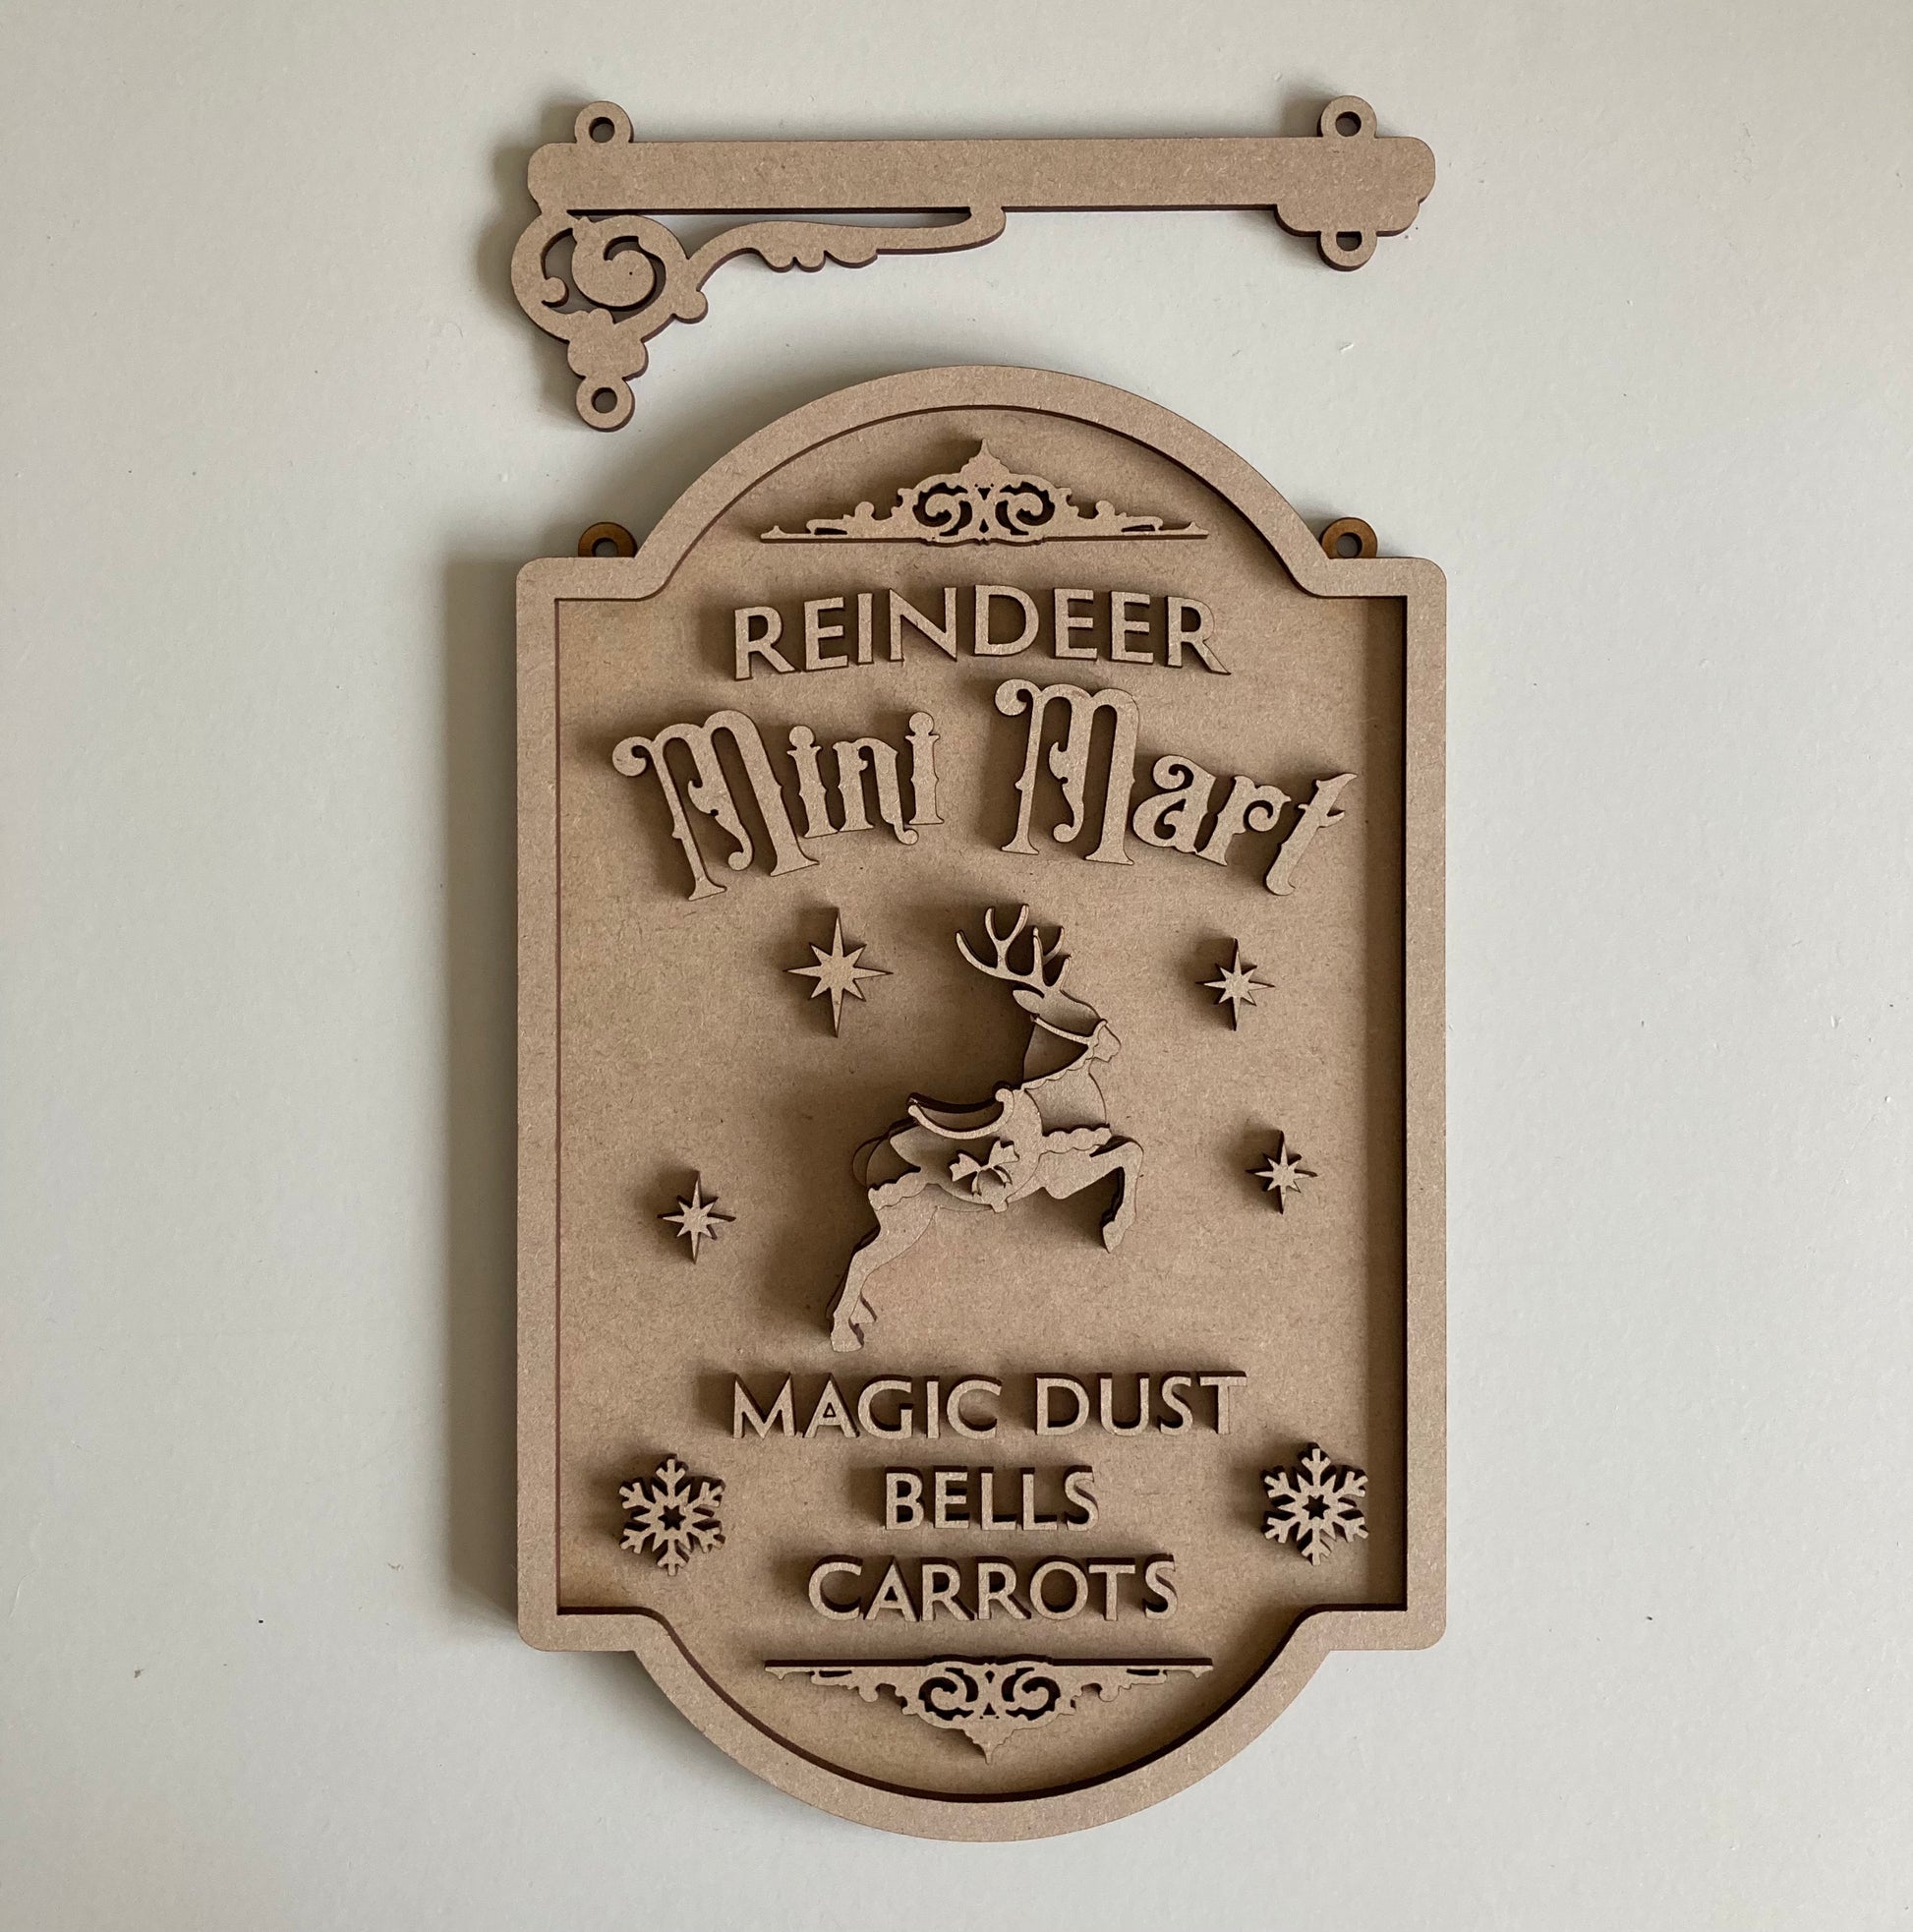 REINDEER
Mini Mart
MAGIC DUST
BELLS
CARROTS